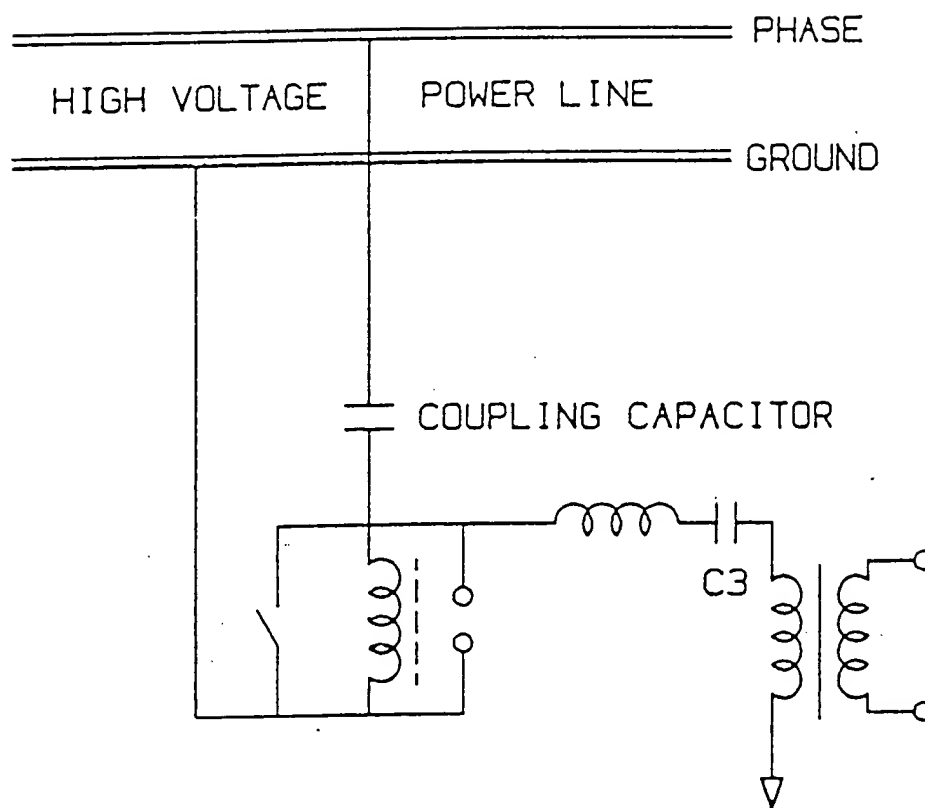 PHASE
HIGH VOLTAGE POWER LINE
GROUND
COUPLING CAPACITOR
C3